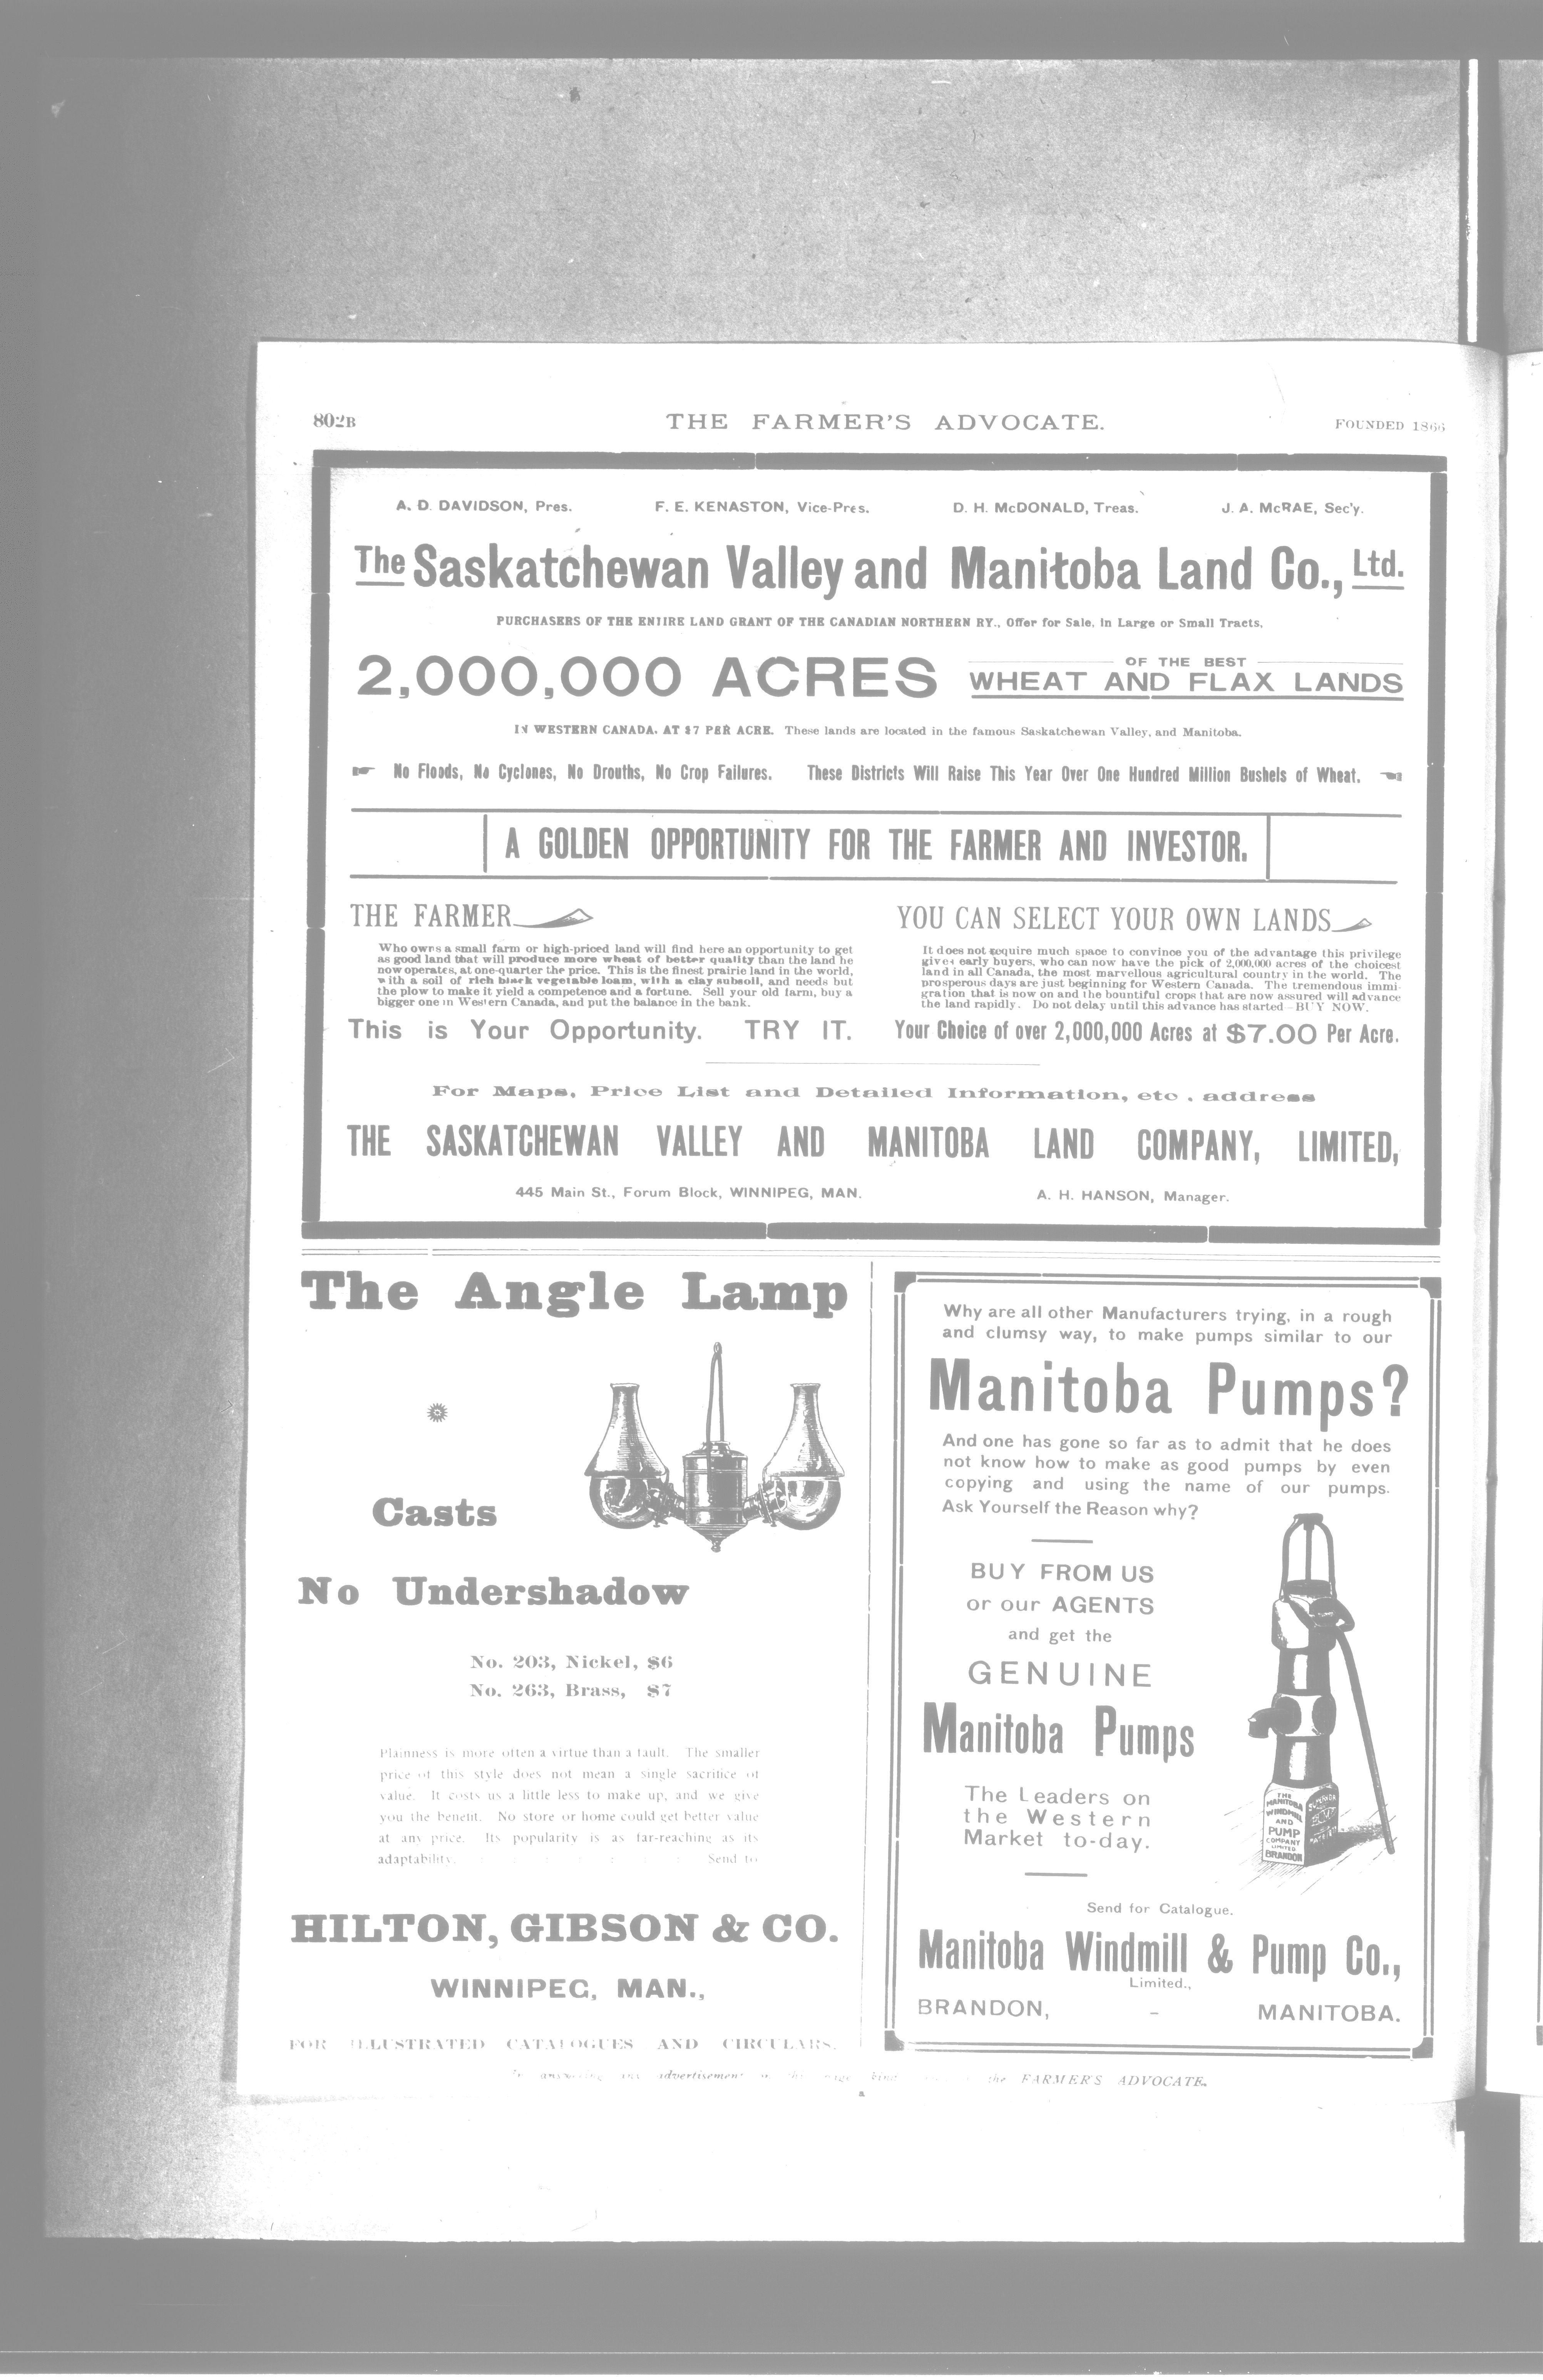 802B THE FARMER'S ADVOCATE. FOUNDED 1866
A. D. DAVIDSON, Pres. F. E. KENASTON, Vice-Pres. D. H. McDONALD, Treas. J. A. McRAE, Sec'y.
The Saskatchewan Valley and Manitoba Land Co., Ltd.
PURCHASERS OF THE ENTIRE LAND GRANT OF THE CANADIAN NORTHERN RY., Offer for Sale, in Large or Small Tracts,
2,000,000 ACRES OF THE BEST
WHEAT AND FLAX LANDS
IN WESTERN CANADA, AT $7 PER ACRE. These lands are located in the famous Saskatchewan Valley, and Manitoba.
No Floods, No Cyclones, No Drouths, No Crop Failures. These Districts Will Raise This Year Over One Hundred Million Bushels of Wheat.
A GOLDEN OPPORTUNITY FOR THE FARMER AND INVESTOR.
THE FARMER
Who owns a small farm or high-priced land will find here an opportunity to get
as good land that will produce more wheat of better quality than the land he
now operates, at one-quarter the price. This is the finest prairie land in the world,
with a soil of rich black vegetable loam, with a clay subsoil, and needs but
the plow to make it yield a competence and a fortune. Sell your old farm, buy a
bigger one in Western Canada, and put the balance in the bank.
This is Your Opportunity. TRY IT.
YOU CAN SELECT YOUR OWN LANDS
It does not require much space to convince you of the advantage this privilege
gives early buyers, who can now have the pick of 2,000,000 acres of the choicest
land in all Canada, the most marvellous agricultural country in the world. The
prosperous days are just beginning for Western Canada. The tremendous immi-
gration that is now on and the bountiful crops that are now assured will advance
the land rapidly. Do not delay until this advance has started—BUY NOW.
Your Choice of over 2,000,000 Acres at $7.00 Per Acre.
For Maps, Price List and Detailed Information, etc., address
THE SASKATCHEWAN VALLEY AND MANITOBA LAND COMPANY, LIMITED,
445 Main St., Forum Block, WINNIPEG, MAN. A. H. HANSON, Manager.
The Angle Lamp
Casts
No Undershadow
No. 203, Nickel, $6
No. 263, Brass, $7
Plainness is more often a virtue than a fault. The smaller
price of this style does not mean a single sacrifice of
value. It costs us a little less to make up, and we give
you the benefit. No store or home could get better value
at any price. Its popularity is as far-reaching as its
adaptability. : : : : : Send to
HILTON, GIBSON & CO.
WINNIPEG, MAN.,
FOR ILLUSTRATED CATALOGUES AND CIRCULARS.
Why are all other Manufacturers trying, in a rough
and clumsy way, to make pumps similar to our
Manitoba Pumps?
And one has gone so far as to admit that he does
not know how to make as good pumps by even
copying and using the name of our pumps.
Ask Yourself the Reason why?
BUY FROM US
or our AGENTS
and get the
GENUINE
Manitoba Pumps
The Leaders on
the Western
Market to-day.
THE
MANITOBA
WINDMILL
AND
PUMP
COMPANY
LIMITED
BRANDON
Send for Catalogue.
Manitoba Windmill & Pump Co.,
Limited.,
BRANDON, - MANITOBA.
advertisement the FARMER'S ADVOCATE.